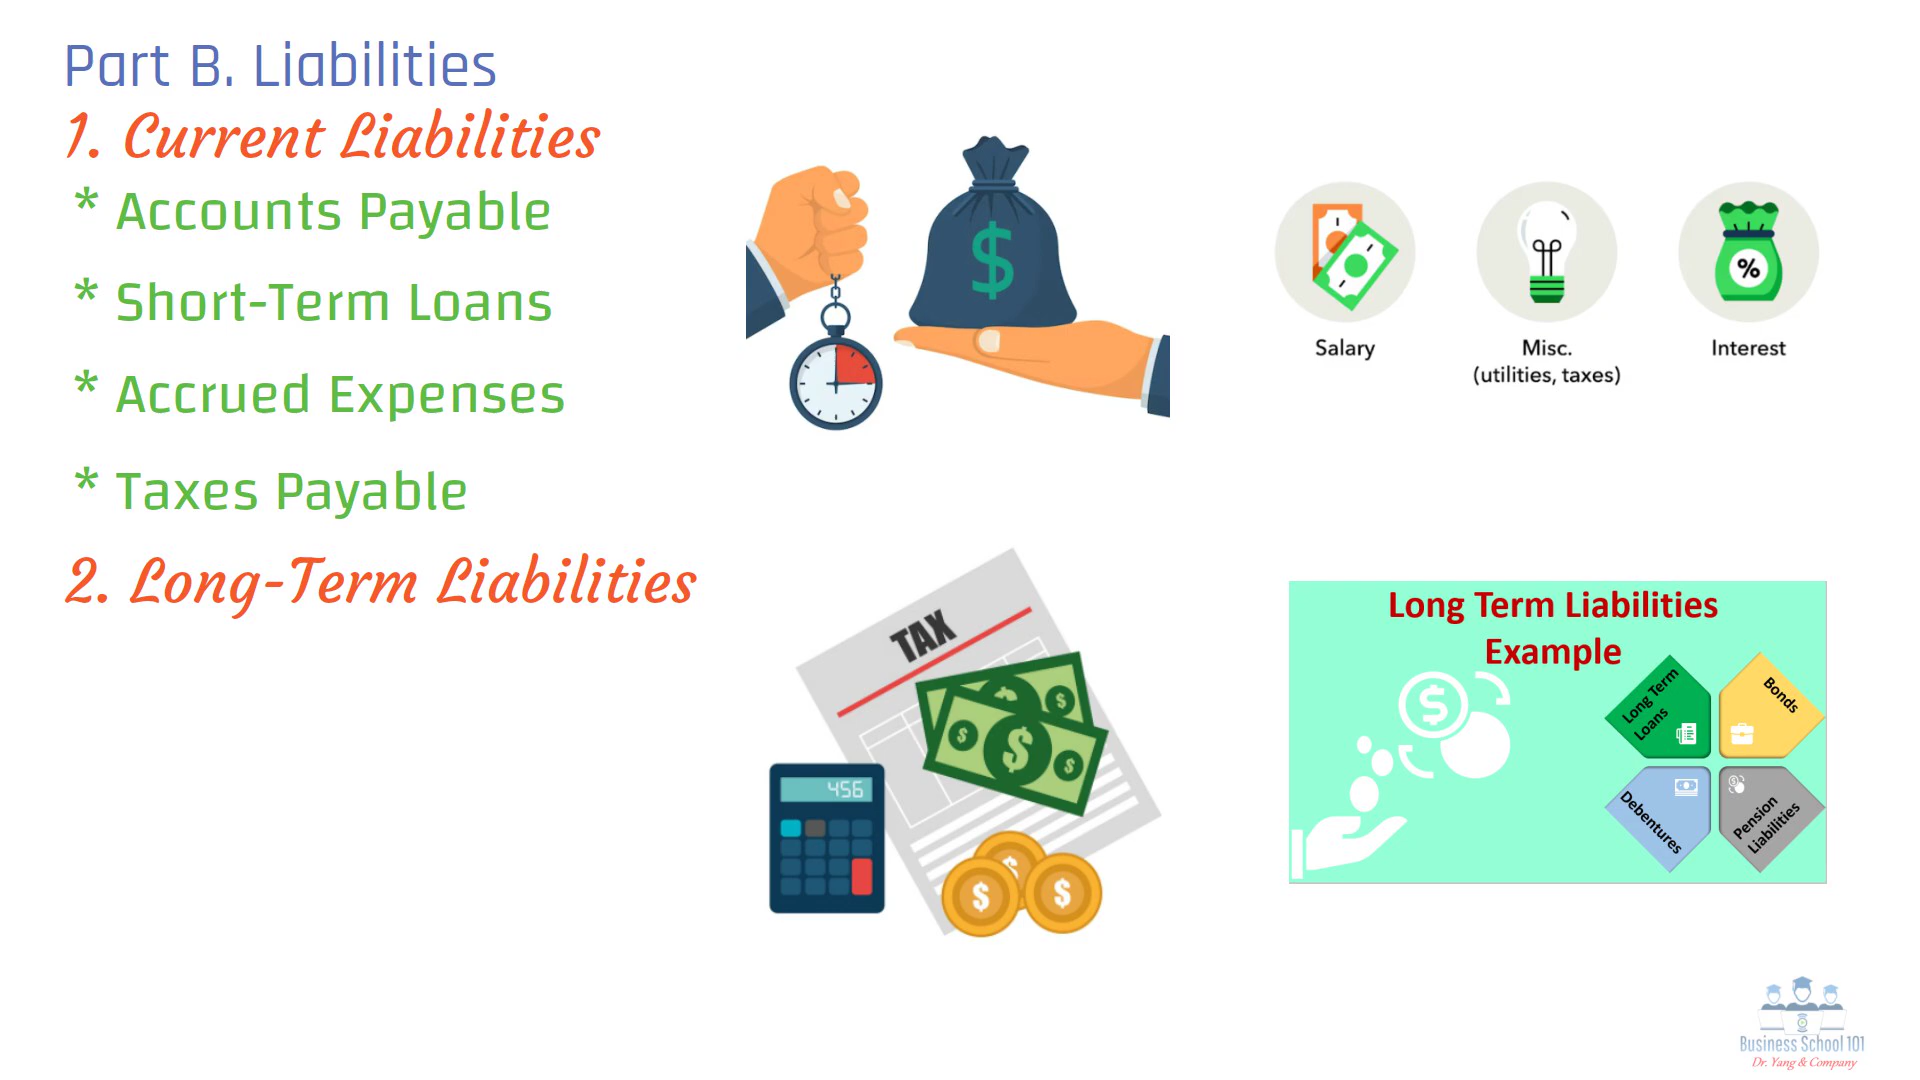 Part B. Liabilities
1. Current Liabilities
* Accounts Payable
* Short-Term Loans
* Accrued Expenses
* Taxes Payable
2. Long-Term Liabilities
$
Salary
Misc.
(utilities, taxes)
%
Interest
TAX
$
$
$
$
456
$
$
Long Term Liabilities
Example
$
Long Term
Loans
Bonds
Debentures
Pension
Liabilities
Business School 101
Dr. Yang & Company